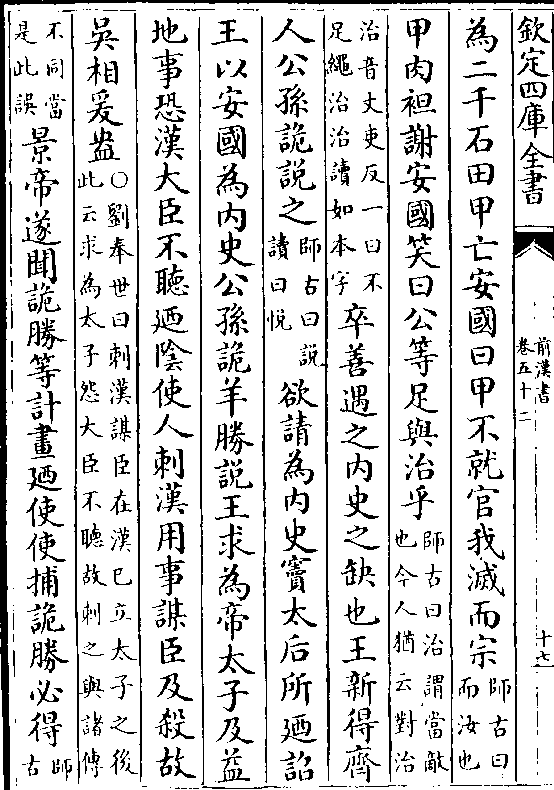 欽定四庫全書
前漢書
卷五十二
十七
為二千石田甲亡安國曰甲不就官我滅而宗師古曰而汝也
甲肉袒謝安國笑曰公等足與治乎師古曰治謂當敵也今人猶云對治
治音丈吏反一曰不足繩治治讀如本字卒善遇之内史之缺也王新得齊
人公孫詭説之師古曰説讀曰悦欲請為内史竇太后所廼詔
王以安國為内史公孫詭羊勝説王求為帝太子及益
地事恐漢大臣不聽廼陰使人刺漢用事謀臣及殺故
吳相爰盎〇劉奉世曰刺漢謀臣在漢已立太子之後此云求為太子怨大臣不聽故刺之與諸傳
不同當是此誤景帝遂聞詭勝等計畫廼使使捕詭勝必得師古